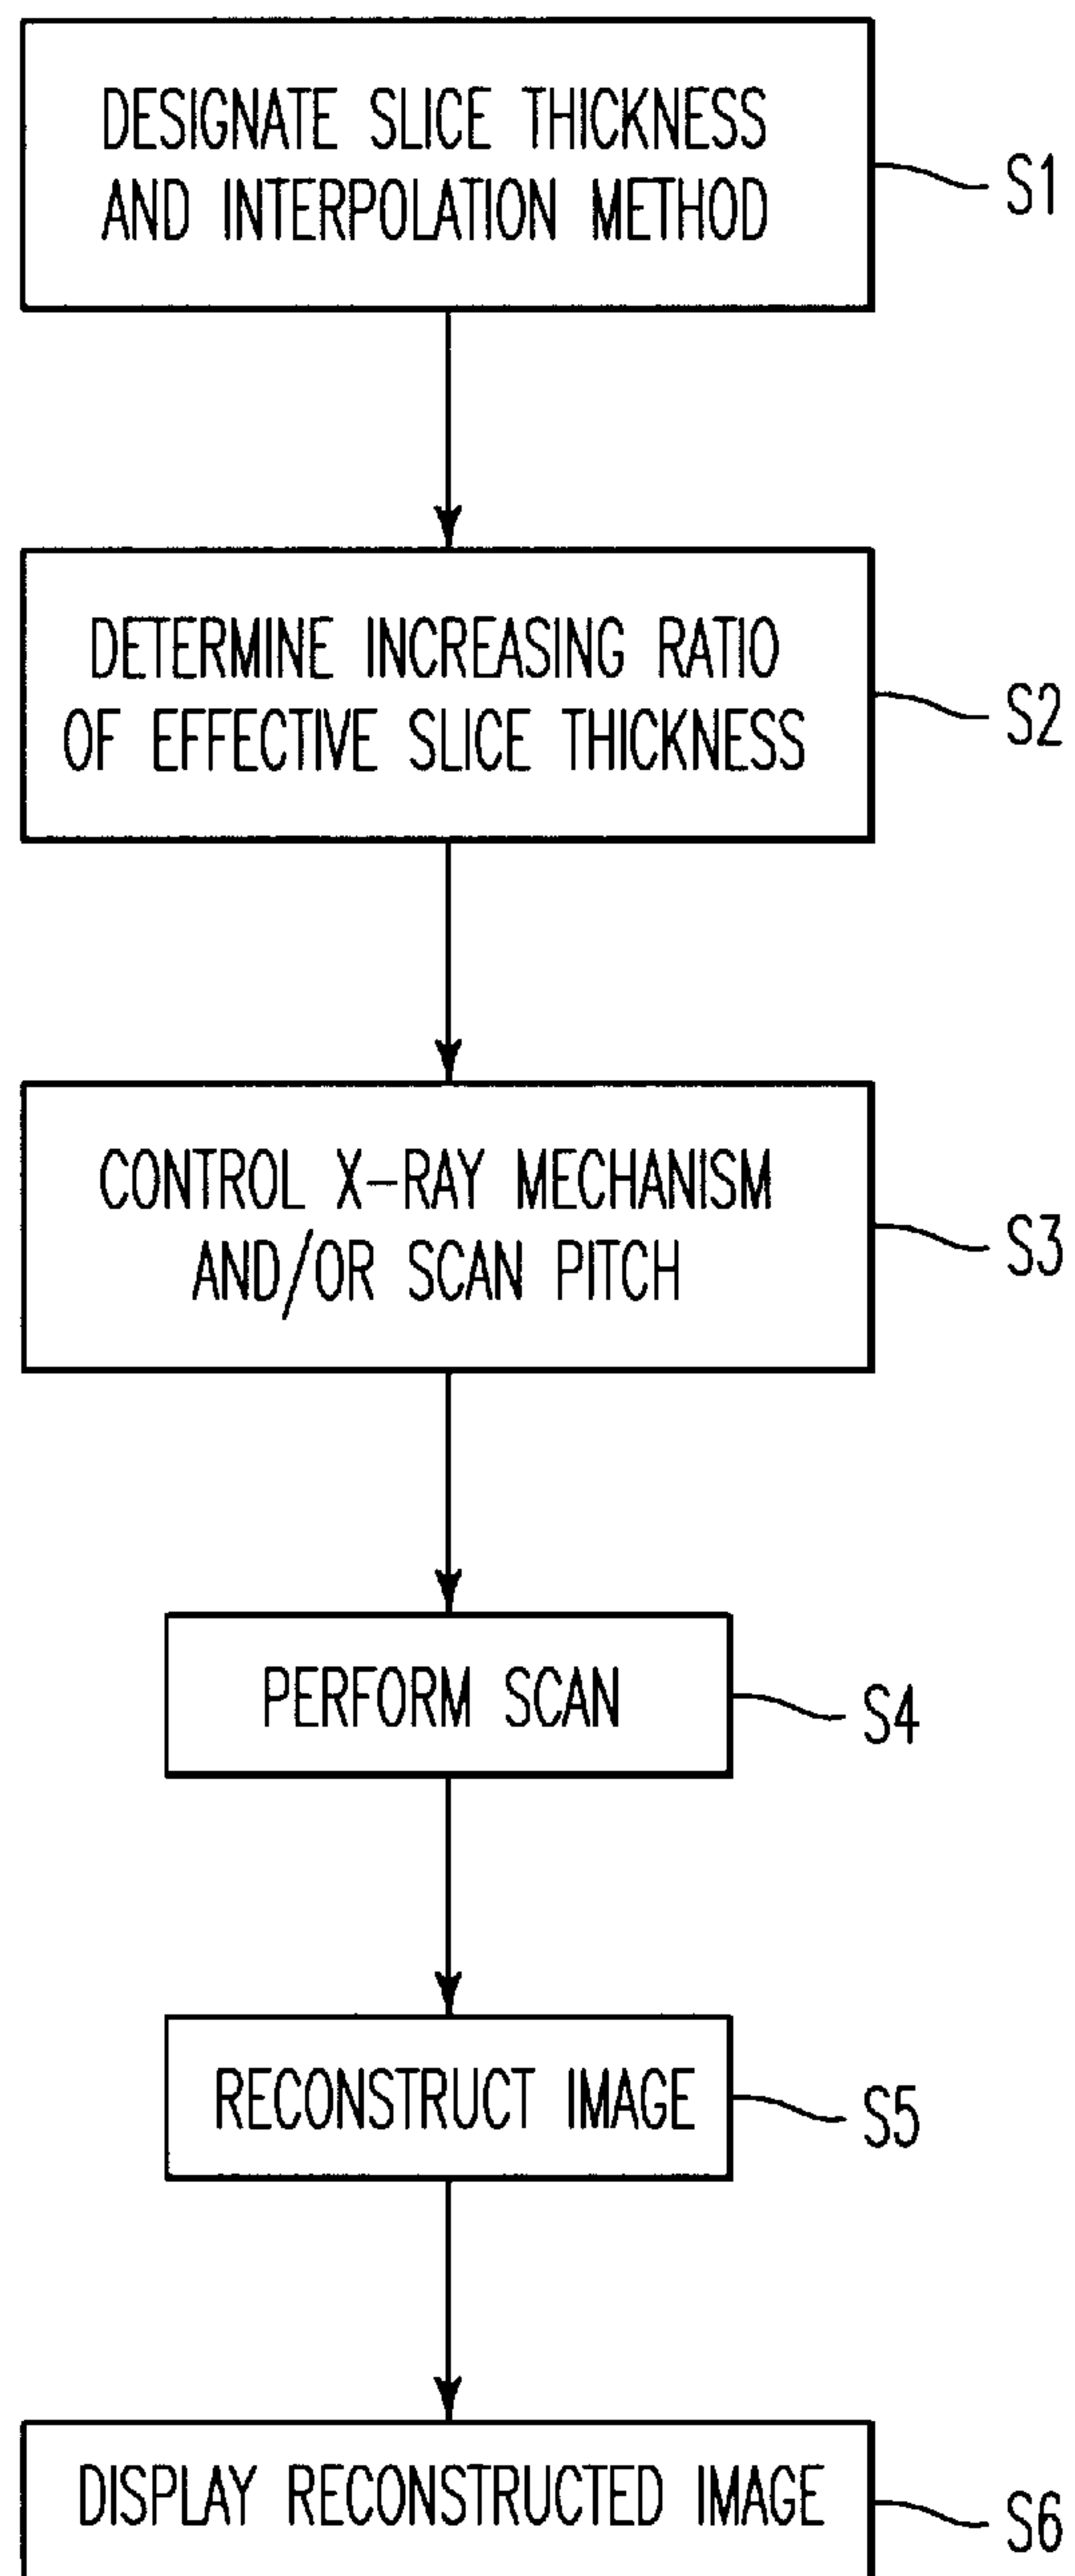 DESIGNATE SLICE THICKNESS
AND INTERPOLATION METHOD
S1
DETERMINE INCREASING RATIO
OF EFFECTIVE SLICE THICKNESS
S2
CONTROL X-RAY MECHANISM
AND/OR SCAN PITCH
S3
PERFORM SCAN
S4
RECONSTRUCT IMAGE
S5
DISPLAY RECONSTRUCTED IMAGE
S6